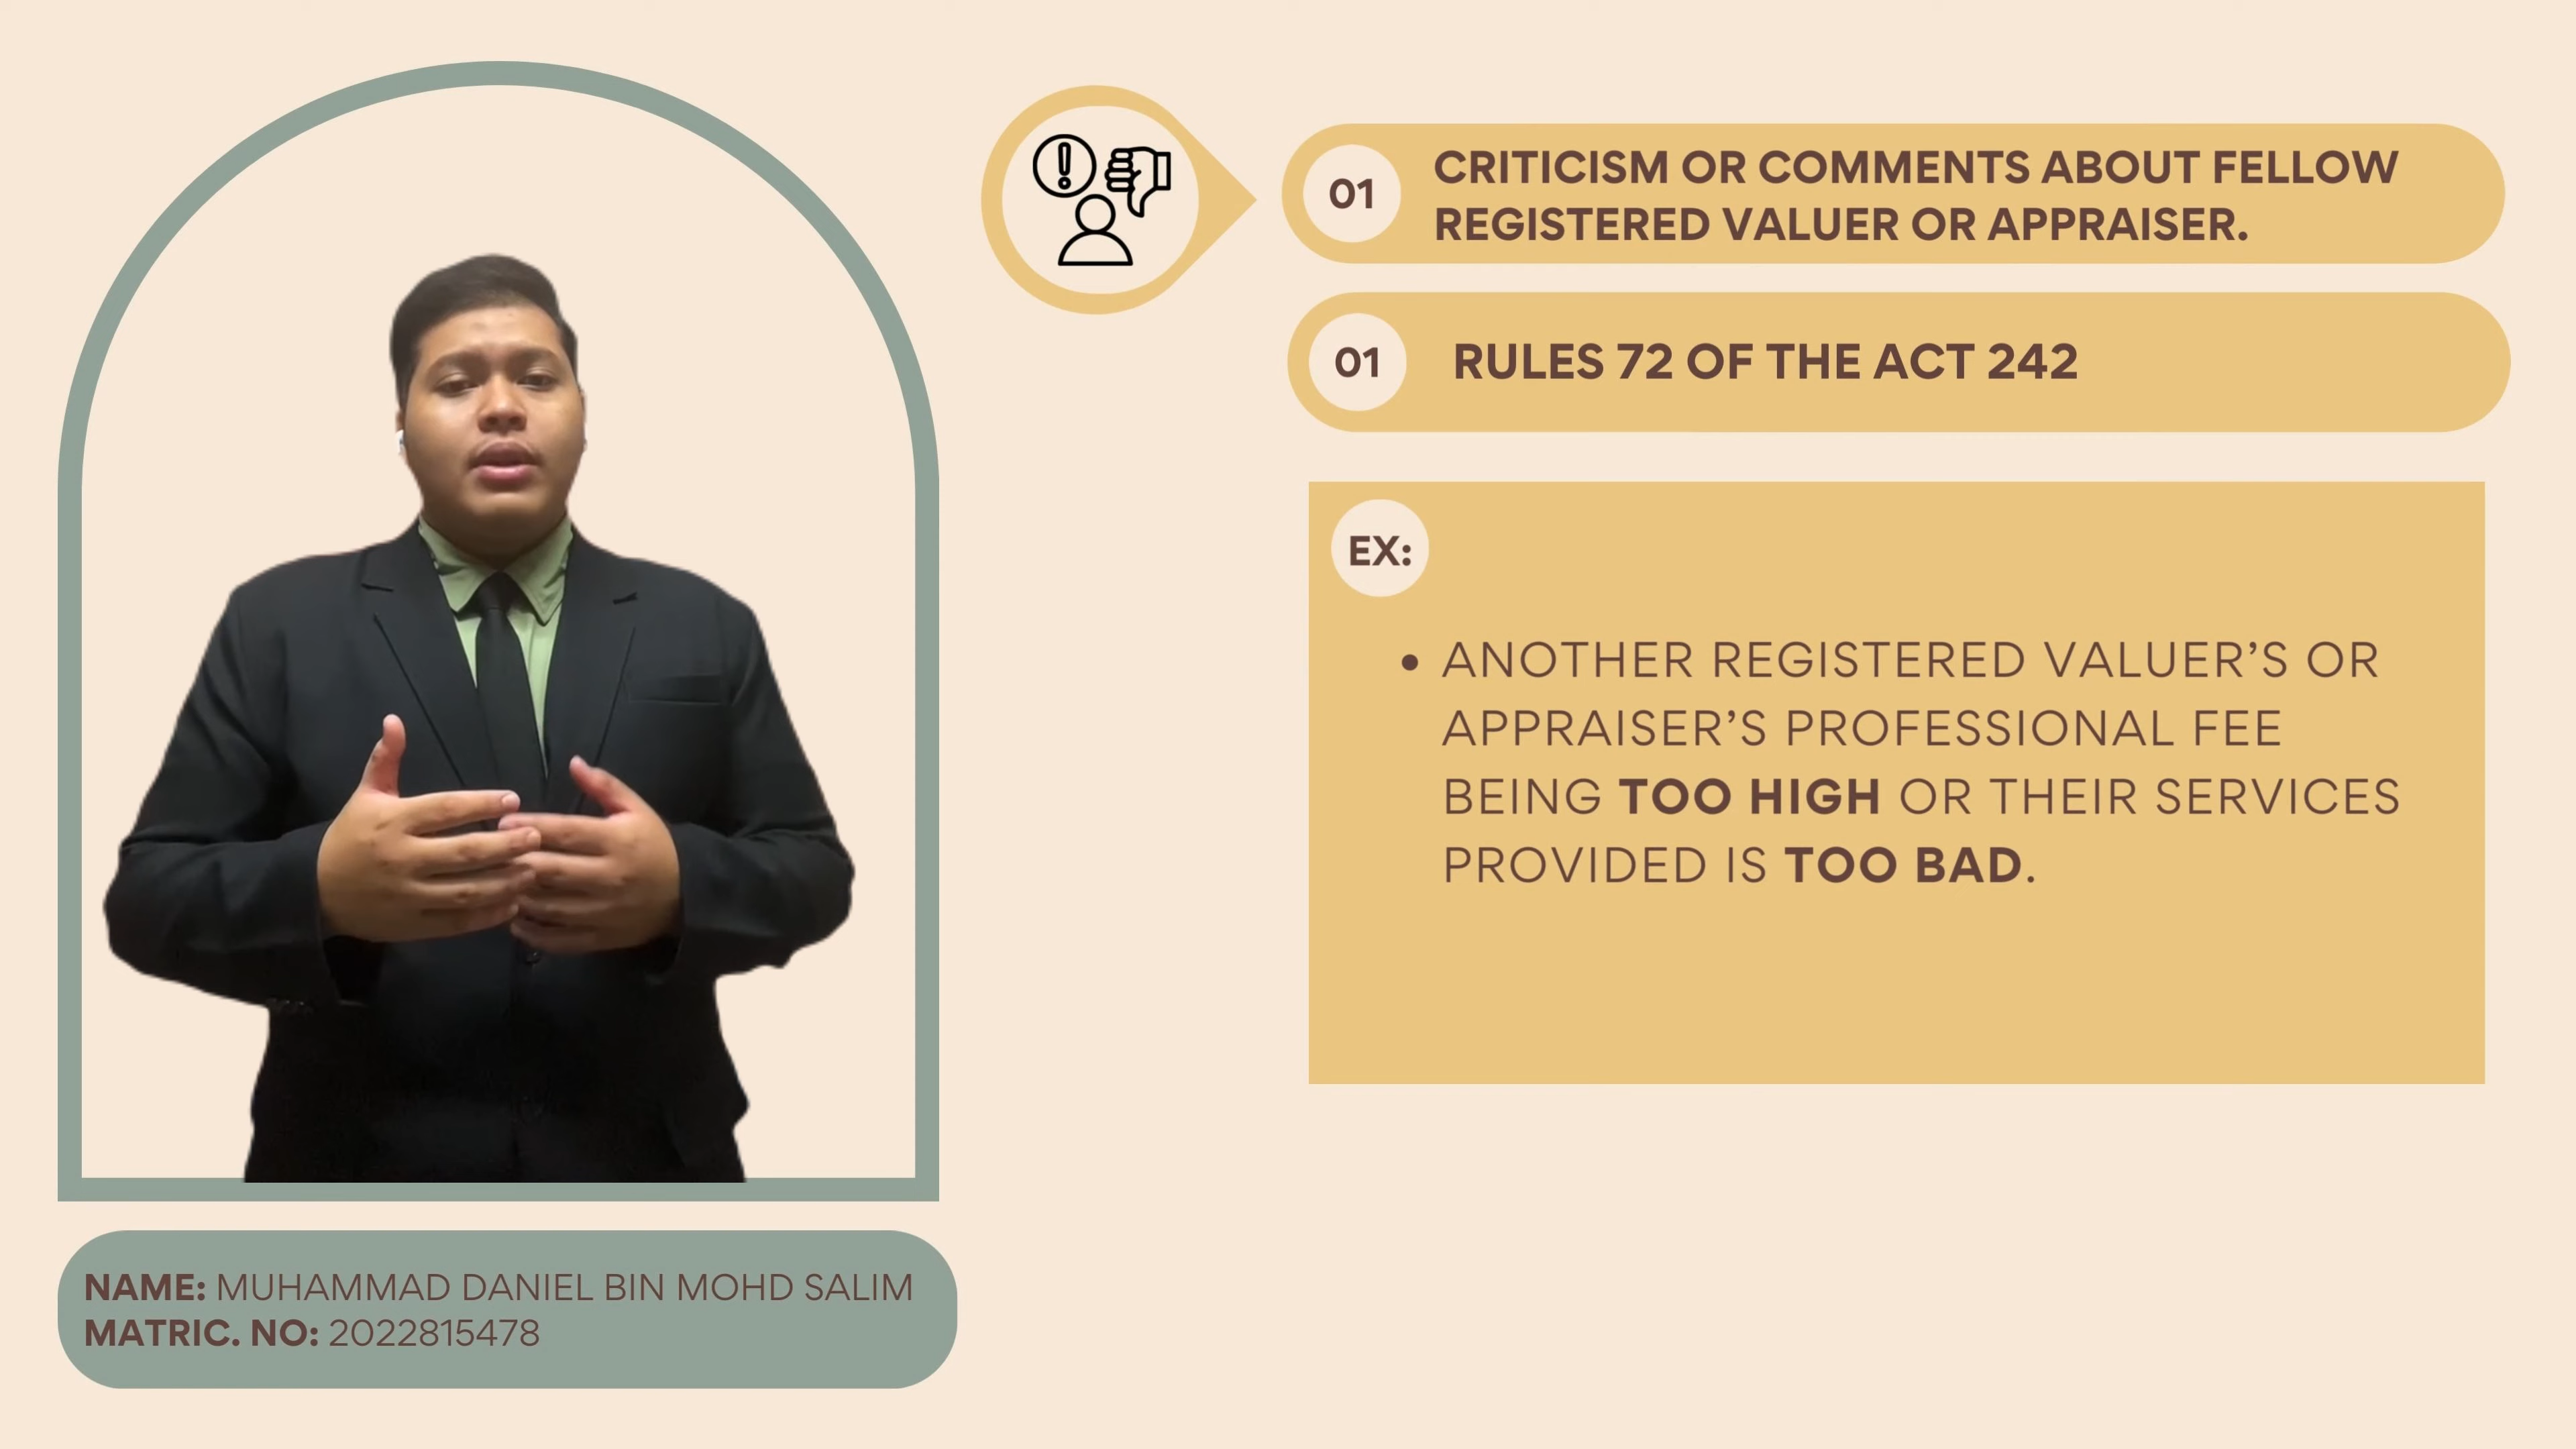 01
CRITICISM OR COMMENTS ABOUT FELLOW
REGISTERED VALUER OR APPRAISER.
01
RULES 72 OF THE ACT 242
EX:
• ANOTHER REGISTERED VALUER’S OR
APPRAISER’S PROFESSIONAL FEE
BEING TOO HIGH OR THEIR SERVICES
PROVIDED IS TOO BAD.
NAME: MUHAMMAD DANIEL BIN MOHD SALIM
MATRIC. NO: 2022815478